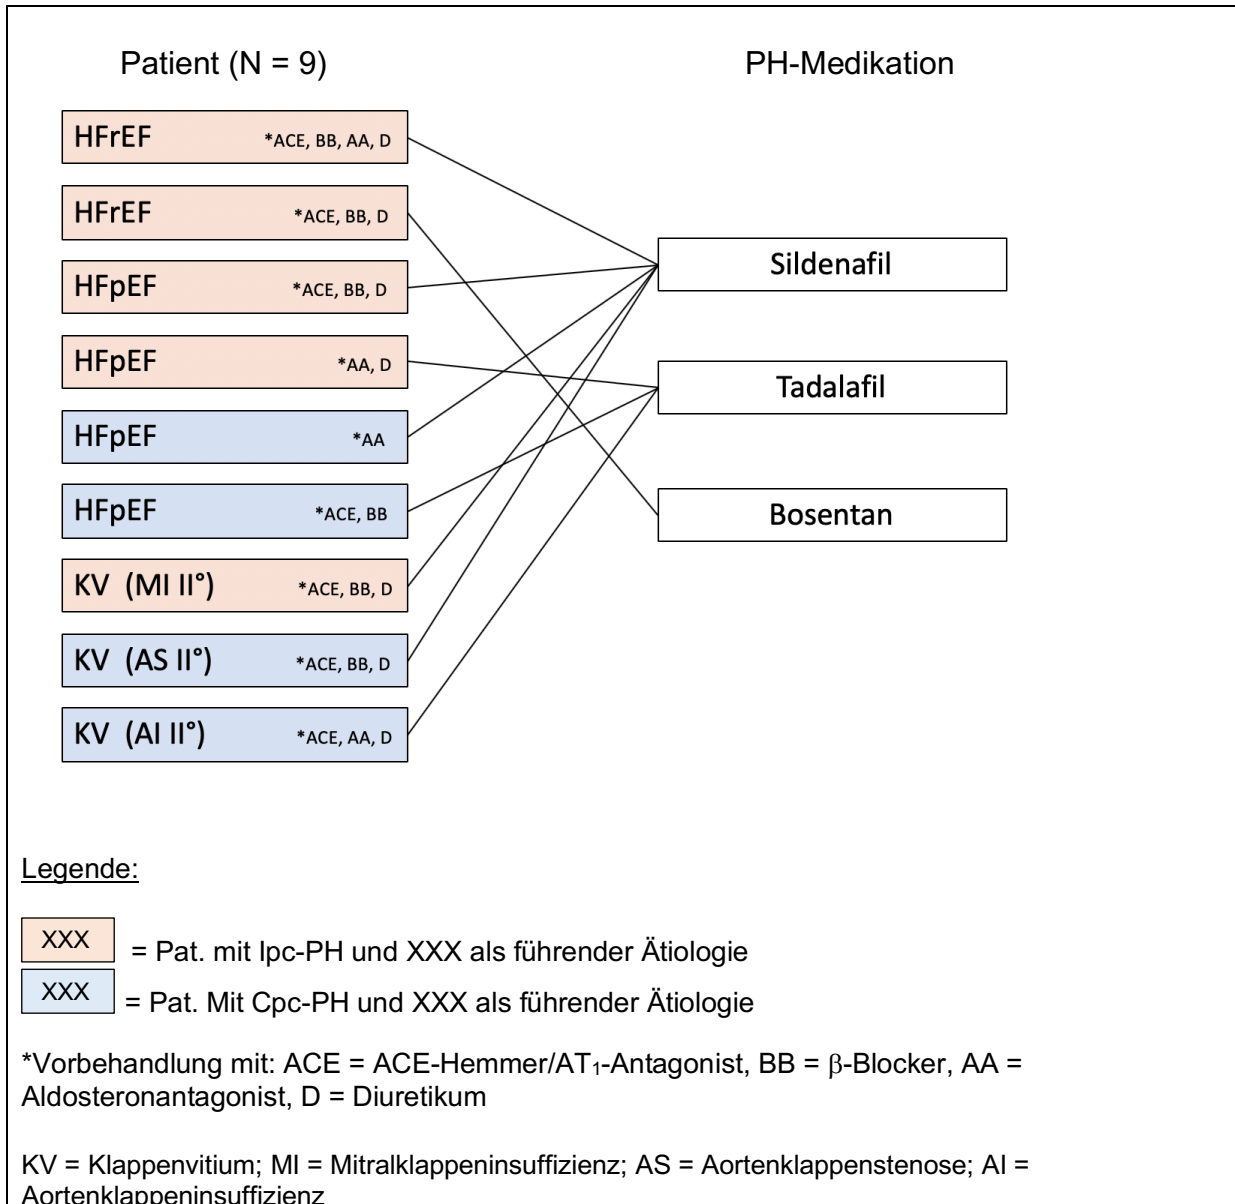 Patient (N = 9)
PH-Medikation
HFrEF *ACE, BB, AA, D
HFrEF *ACE, BB, D
HFpEF *ACE, BB, D
HFpEF *AA, D
HFpEF *AA
HFpEF *ACE, BB
KV (MI II°) *ACE, BB, D
KV (AS II°) *ACE, BB, D
KV (AI II°) *ACE, AA, D
Sildenafil
Tadalafil
Bosentan
Legende:
XXX = Pat. mit Ipc-PH und XXX als führender Ätiologie
XXX = Pat. Mit Cpc-PH und XXX als führender Ätiologie
*Vorbehandlung mit: ACE = ACE-Hemmer/AT₁-Antagonist, BB = β-Blocker, AA =
Aldosteronantagonist, D = Diuretikum
KV = Klappenvitium; MI = Mitralklappeninsuffizienz; AS = Aortenklappenstenose; AI =
Aortenklappeninsuffizienz